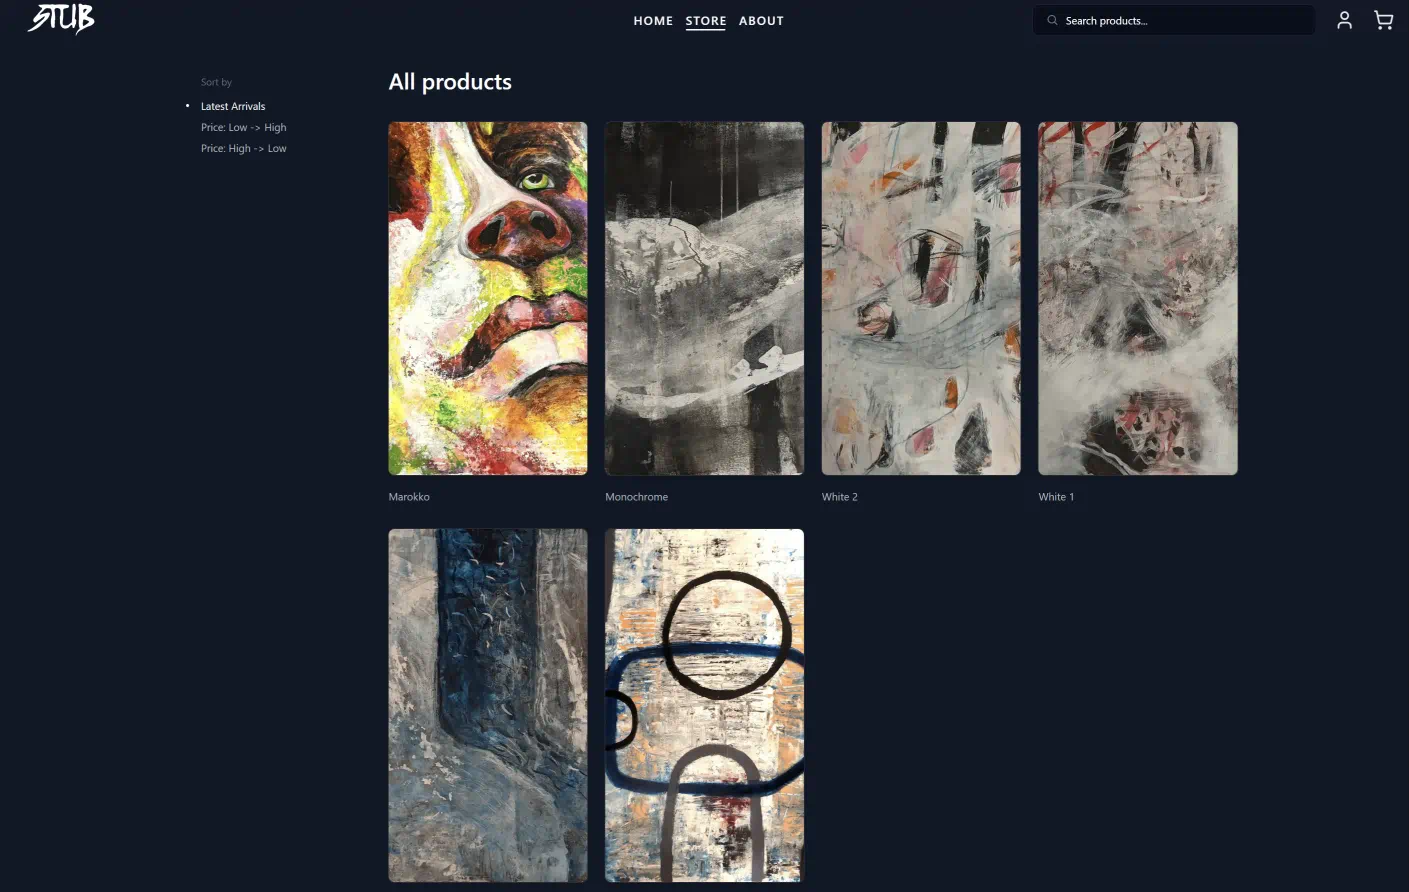 STUB
HOME STORE ABOUT
Search products...
Sort by
Latest Arrivals
Price: Low -> High
Price: High -> Low
All products
Marokko
Monochrome
White 2
White 1